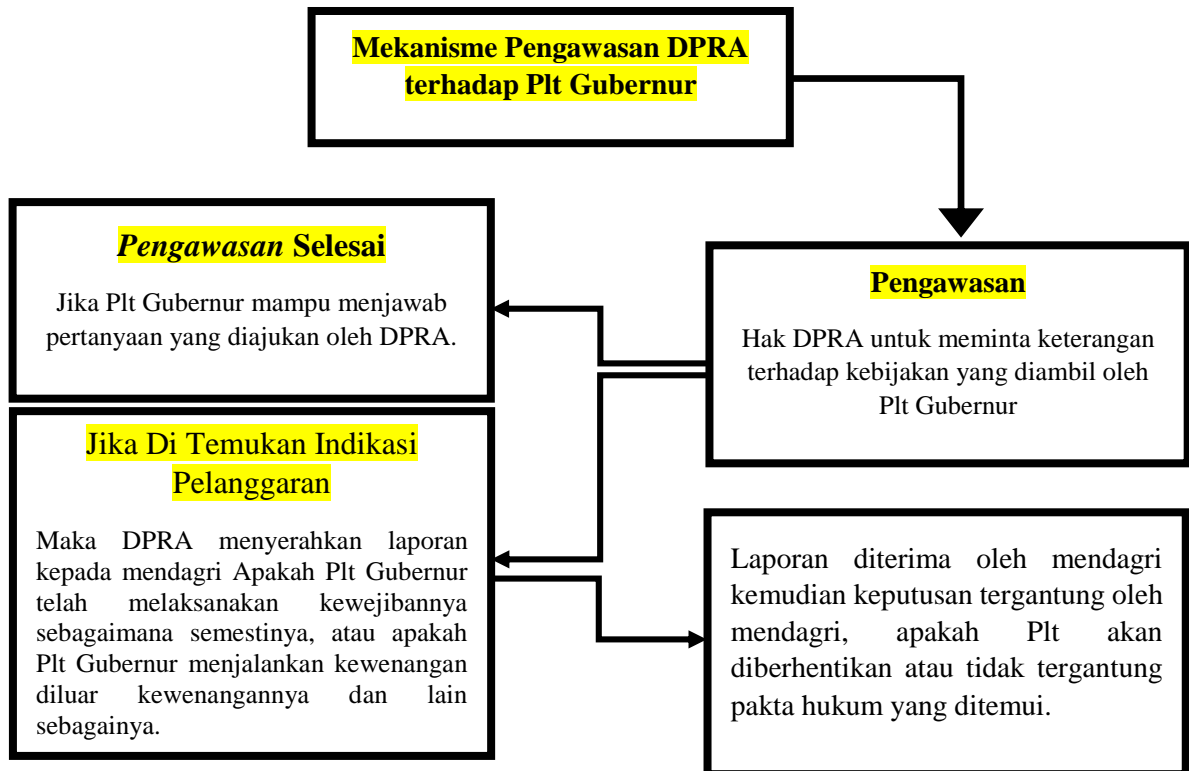 Mekanisme Pengawasan DPRA
terhadap Plt Gubernur
Pengawasan Selesai
Jika Plt Gubernur mampu menjawab
pertanyaan yang diajukan oleh DPRA.
Pengawasan
Hak DPRA untuk meminta keterangan
terhadap kebijakan yang diambil oleh
Plt Gubernur
Jika Di Temukan Indikasi
Pelanggaran
Maka DPRA menyerahkan laporan
kepada mendagri Apakah Plt Gubernur
telah melaksanakan kewejibannya
sebagaimana semestinya, atau apakah
Plt Gubernur menjalankan kewenangan
diluar kewenangannya dan lain
sebagainya.
Laporan diterima oleh mendagri
kemudian keputusan tergantung oleh
mendagri, apakah Plt akan
diberhentikan atau tidak tergantung
pakta hukum yang ditemui.